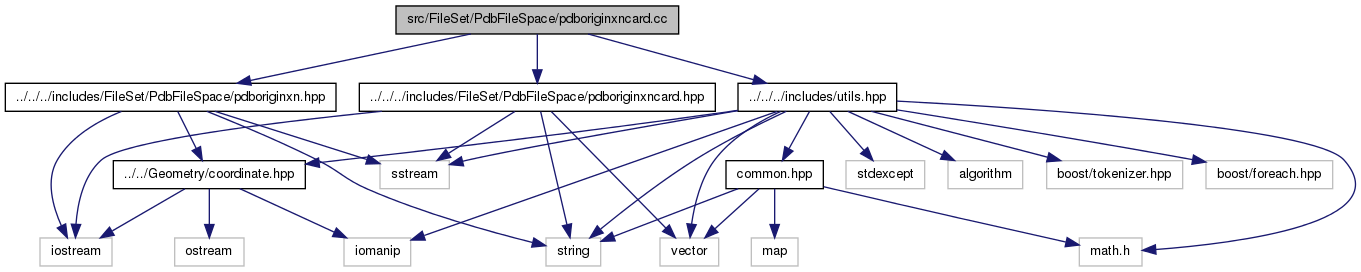 src/FileSet/PdbFileSpace/pdboriginxncard.cc
../../../includes/FileSet/PdbFileSpace/pdboriginxn.hpp
../../../includes/FileSet/PdbFileSpace/pdboriginxncard.hpp
../../../includes/utils.hpp
../../Geometry/coordinate.hpp
sstream
common.hpp
stdexcept
algorithm
boost/tokenizer.hpp
boost/foreach.hpp
iostream
ostream
iomanip
string
vector
map
math.h